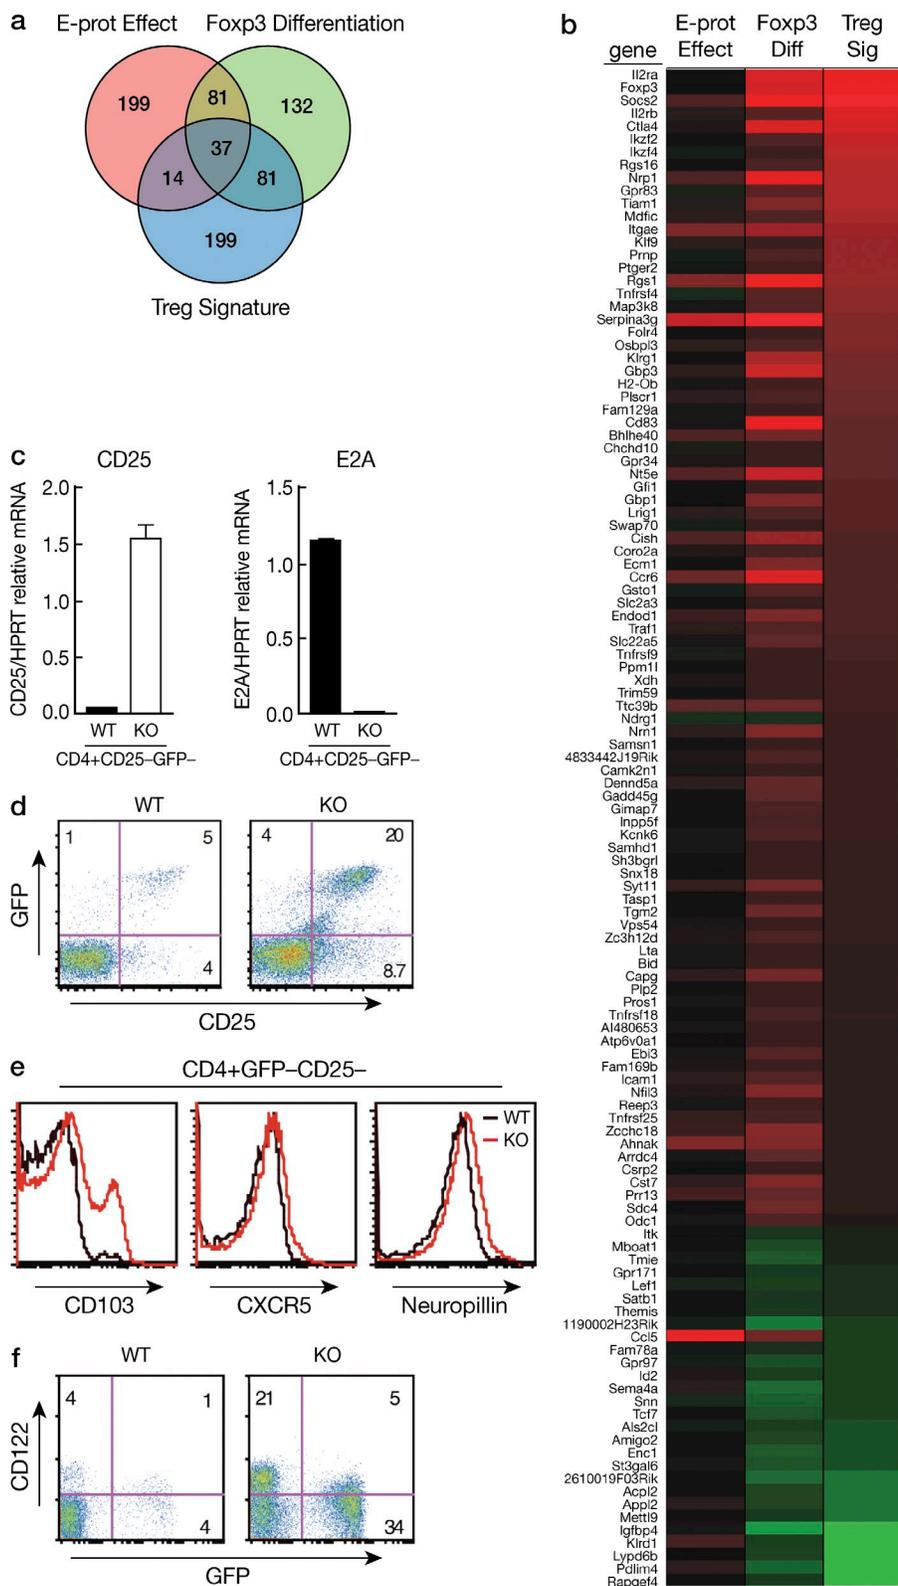 a
E-prot Effect Foxp3 Differentiation
199 81 132
37
14 81
199
Treg Signature
b
gene
E-prot Effect
Foxp3 Diff
Treg Sig
Il2ra
Foxp3
Socs2
Il2rb
Ctla4
Ikzf2
Ikzf4
Rgs16
Nrp1
Gpr83
Tiam1
Mdfic
Itgae
Klf9
Prnp
Ptger2
Rgs1
Tnfrsf4
Map3k8
Serpina3g
Folr4
Osbpl3
Klrg1
Gbp3
H2-Ob
Plscr1
Fam129a
Cd83
Bhlhe40
Chchd10
Gpr34
Nt5e
Gfi1
Gbp1
Lrig1
Swap70
Cish
Coro2a
Ecm1
Ccr6
Gsto1
Slc2a3
Endod1
Traf1
Slc22a5
Tnfrsf9
Ppm1l
Xdh
Trim59
Ttc39b
Ndrg1
Nrn1
Samsn1
4833442J19Rik
Camk2n1
Dennd5a
Gadd45g
Gimap7
Inpp5f
Kcnk6
Samhd1
Sh3bgrl
Snx18
Syt11
Tasp1
Tgm2
Vps54
Zc3h12d
Lta
Bid
Capg
Plp2
Pros1
Tnfrsf18
AI480653
Atp6v0a1
Ebi3
Fam169b
Icam1
Nfil3
Reep3
Tnfrsf25
Zcchc18
Ahnak
Arrdc4
Csrp2
Cst7
Prr13
Sdc4
Odc1
Itk
Mboat1
Tmie
Gpr171
Lef1
Satb1
Themis
1190002H23Rik
Ccl5
Fam78a
Gpr97
Id2
Sema4a
Snn
Tcf7
Als2cl
Amigo2
Enc1
St3gal6
2610019F03Rik
Acpl2
Appl2
Mettl9
Igfbp4
Klrd1
Lypd6b
Pdlim4
Rapgef4
c
CD25
CD25/HPRT relative mRNA
2.0
1.5
1.0
0.5
0.0
WT KO
CD4+CD25–GFP–
E2A
E2A/HPRT relative mRNA
1.5
1.0
0.5
0.0
WT KO
CD4+CD25–GFP–
d
WT KO
1 5 4 20
4 8.7
GFP
CD25
e
CD4+GFP–CD25–
WT
KO
CD103 CXCR5 Neuropillin
f
WT KO
4 1 21 5
4 34
CD122
GFP